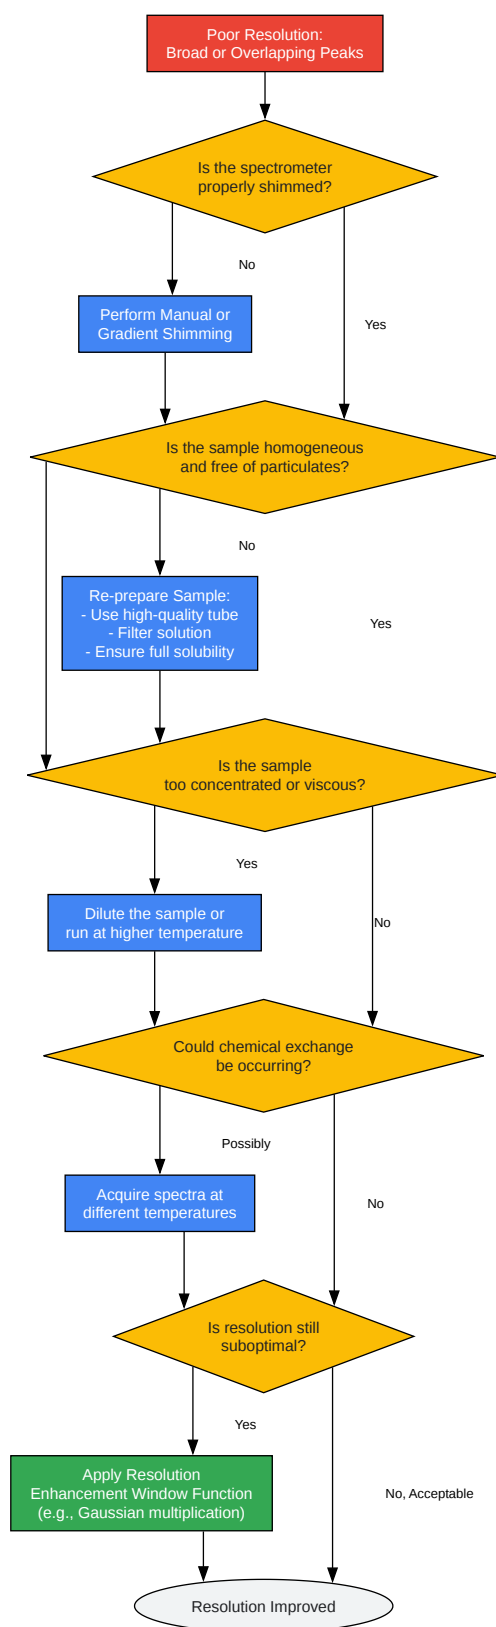 Poor Resolution:
Broad or Overlapping Peaks
Is the spectrometer
properly shimmed?
No
Perform Manual or
Gradient Shimming
Yes
Is the sample homogeneous
and free of particulates?
No
Re-prepare Sample:
- Use high-quality tube
- Filter solution
- Ensure full solubility
Yes
Is the sample
too concentrated or viscous?
Yes
Dilute the sample or
run at higher temperature
No
Could chemical exchange
be occurring?
Possibly
Acquire spectra at
different temperatures
No
Is resolution still
suboptimal?
Yes
Apply Resolution
Enhancement Window Function
(e.g., Gaussian multiplication)
No, Acceptable
Resolution Improved